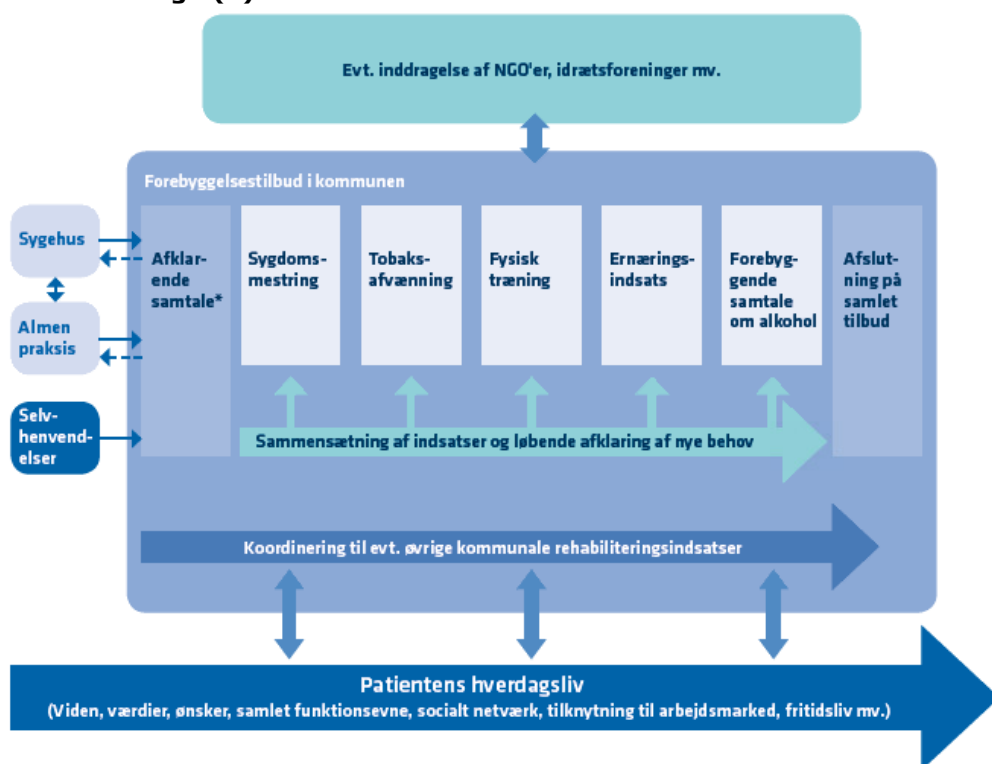 Evt. inddragelse af NGO'er, idrætsforeninger mv.
Forebyggelsestilbud i kommunen
Sygehus
Almen
praksis
Selv-
henvend-
elser
Afklar-
ende
samtale*
Sygdoms-
mestring
Tobaks-
afvænning
Fysisk
træning
Ernærings-
indsats
Forebyg-
gende
samtale
om alkohol
Afslut-
ning på
samlet
tilbud
Sammensætning af indsatser og løbende afklaring af nye behov
Koordinering til evt. øvrige kommunale rehabiliteringsindsatser
Patientens hverdagsliv
(Viden, værdier, ønsker, samlet funktionsevne, socialt netværk, tilknytning til arbejdsmarked, fritidsliv mv.)